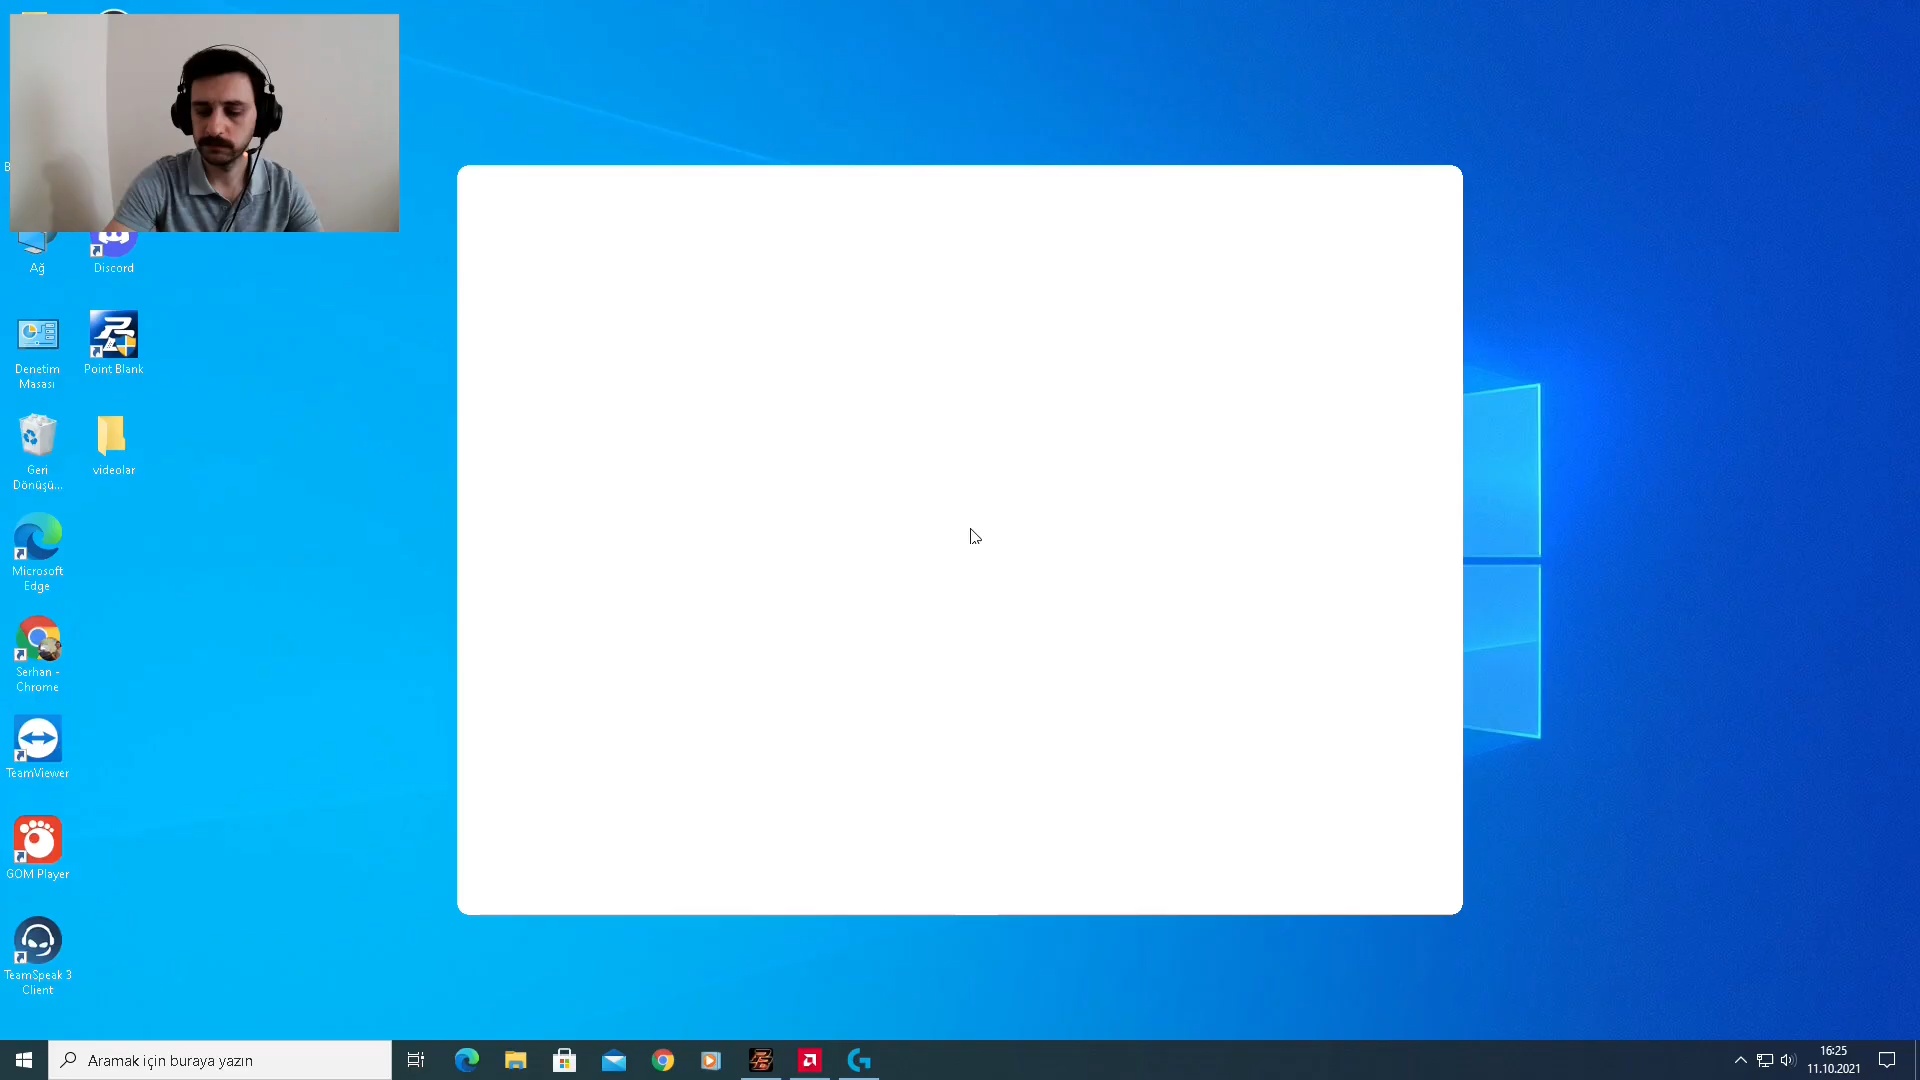 B
Ağ
Discord
Denetim
Masası
Point Blank
Geri
Dönüşü...
videolar
Microsoft
Edge
Serhan -
Chrome
TeamViewer
GOM Player
TeamSpeak 3
Client
Aramak için buraya yazın
16:25
11.10.2021